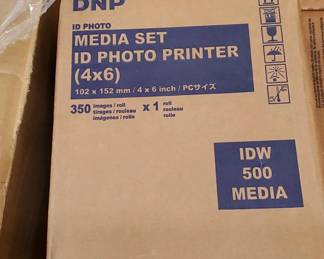 DNP
ID PHOTO
MEDIA SET
ID PHOTO PRINTER
(4x6)
102 x 152 mm / 4 x 6 inch / PCサイズ
350 images / roll x 1 roll
tirages / rouleau rouleau
imágenes / rollo rollo
IDW
500
MEDIA